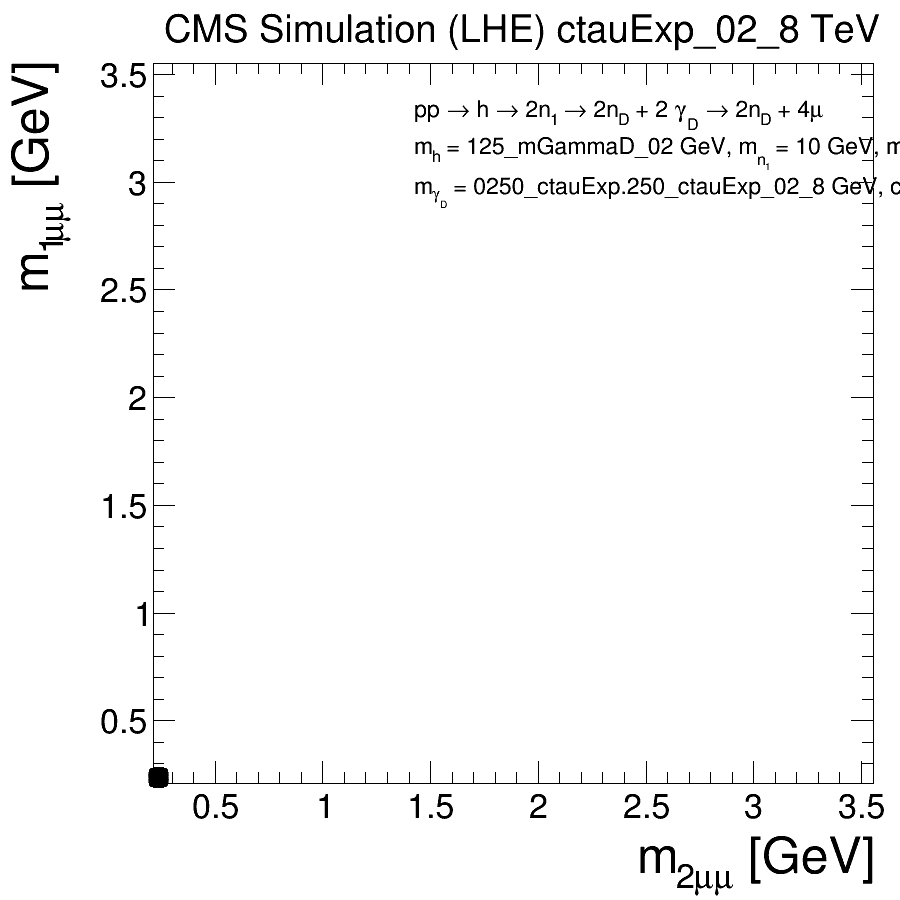 CMS Simulation (LHE) ctauExp_02_8 TeV
m1μμ [GeV]
3.5
3
2.5
2
1.5
1
0.5
pp → h → 2n1 → 2nD + 2 γD → 2nD + 4μ
mh = 125_mGammaD_02 GeV, mn1 = 10 GeV, m
mγD = 0250_ctauExp.250_ctauExp_02_8 GeV, c
0.5 1 1.5 2 2.5 3 3.5
m2μμ [GeV]